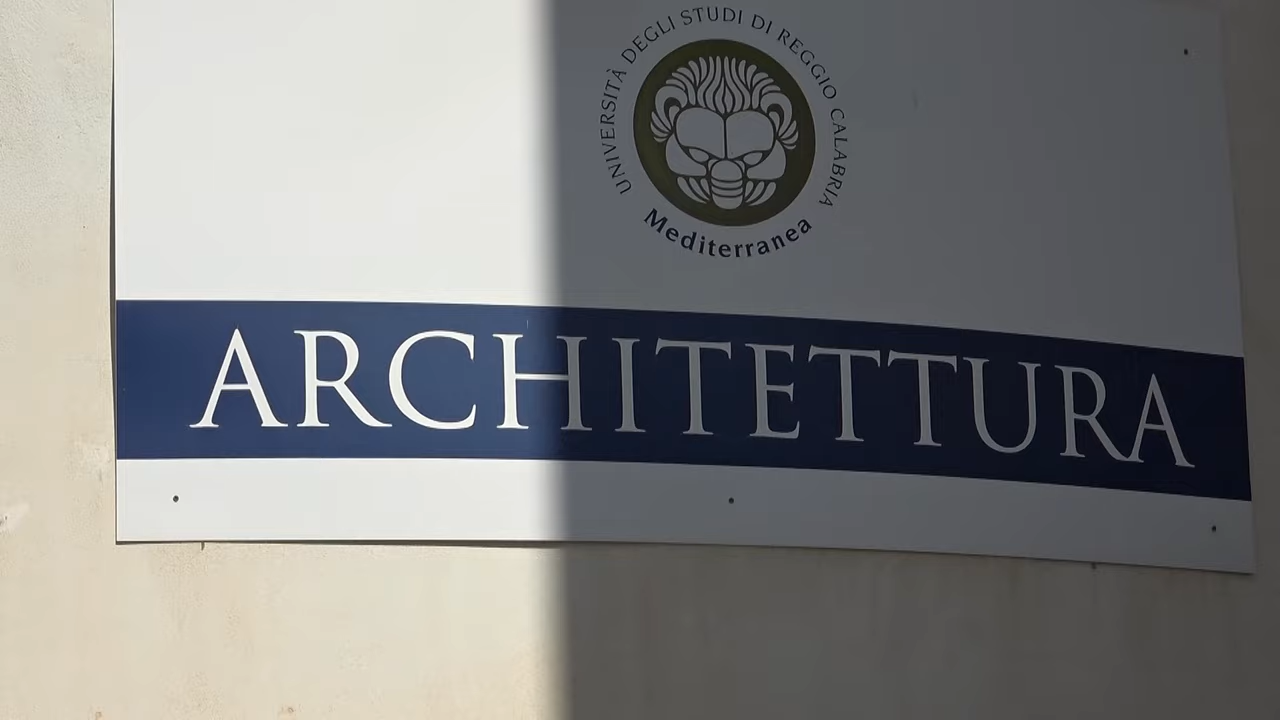 UNIVERSITÀ DEGLI STUDI DI REGGIO CALABRIA
Mediterranea
ARCHITETTURA